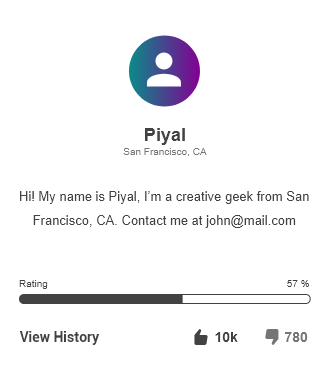 Piyal
San Francisco, CA
Hi! My name is Piyal, I'm a creative geek from San
Francisco, CA. Contact me at john@mail.com
Rating 57 %
View History 10k 780